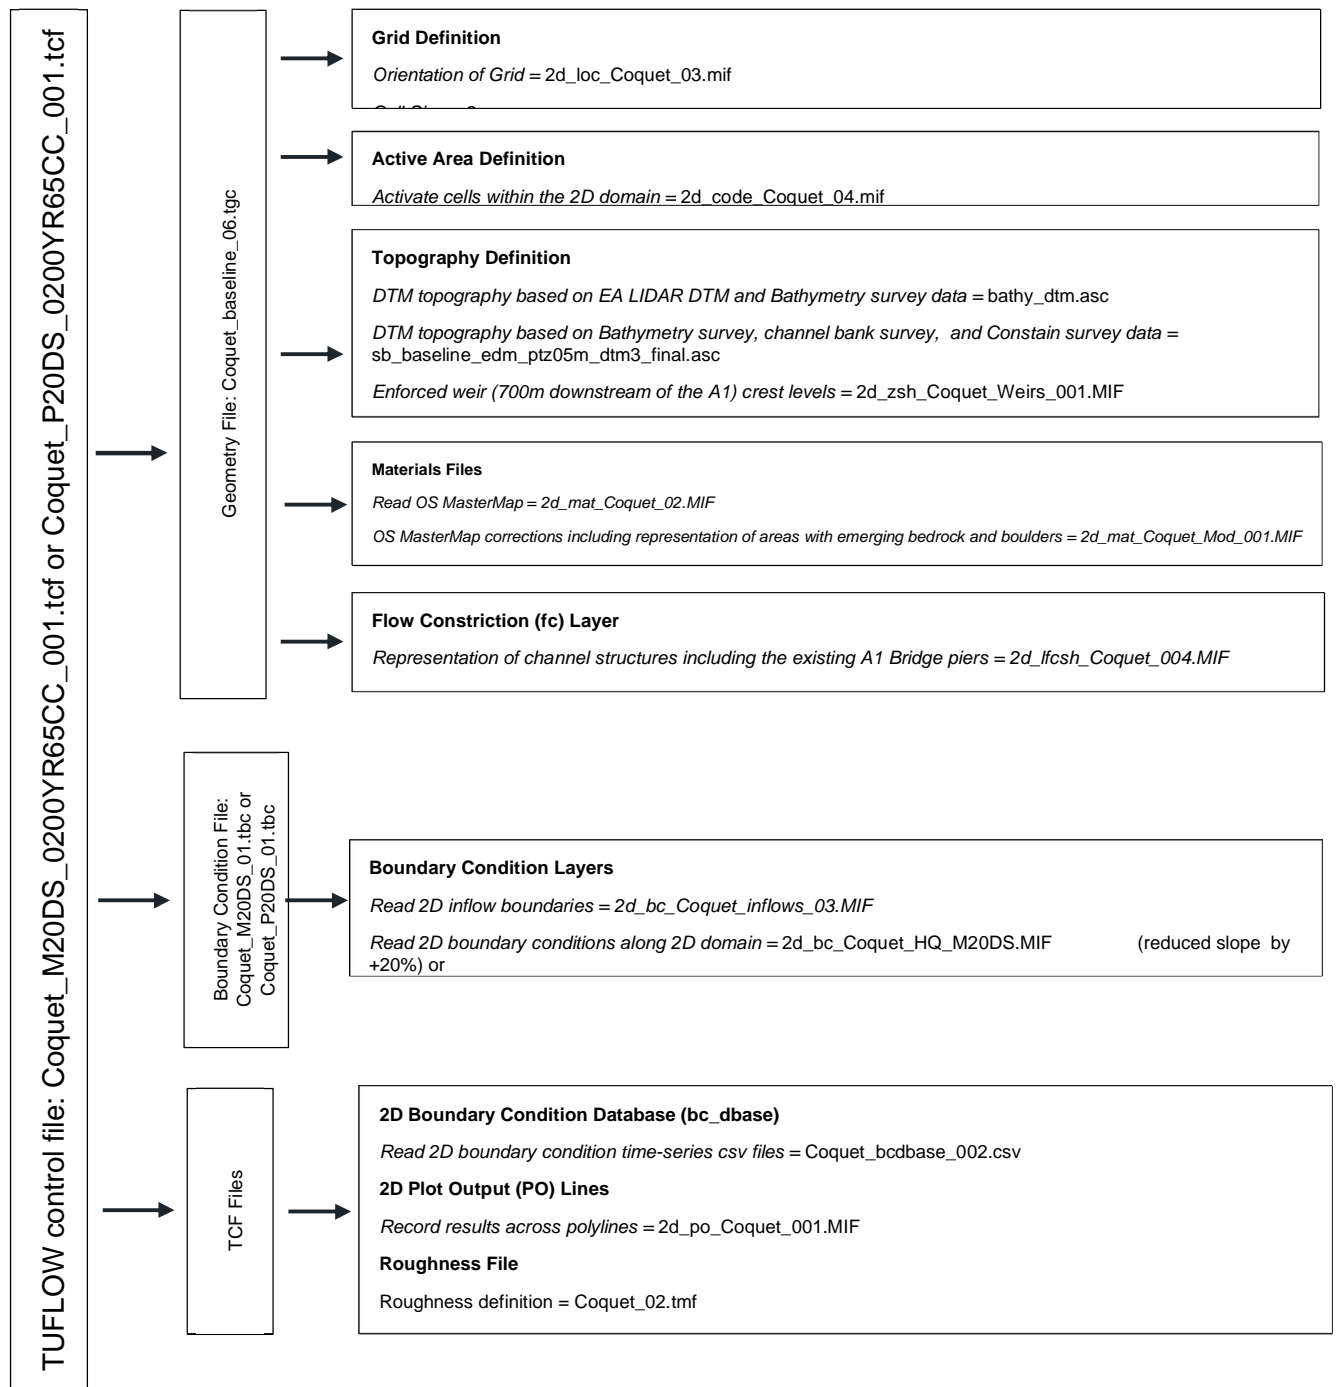 TUFLOW control file: Coquet_M20DS_0200YR65CC_001.tcf or Coquet_P20DS_0200YR65CC_001.tcf
Geometry File: Coquet_baseline_06.tgc
Grid Definition
Orientation of Grid = 2d_loc_Coquet_03.mif
Active Area Definition
Activate cells within the 2D domain = 2d_code_Coquet_04.mif
Topography Definition
DTM topography based on EA LIDAR DTM and Bathymetry survey data = bathy_dtm.asc
DTM topography based on Bathymetry survey, channel bank survey, and Constain survey data =
sb_baseline_edm_ptz05m_dtm3_final.asc
Enforced weir (700m downstream of the A1) crest levels = 2d_zsh_Coquet_Weirs_001.MIF
Materials Files
Read OS MasterMap = 2d_mat_Coquet_02.MIF
OS MasterMap corrections including representation of areas with emerging bedrock and boulders = 2d_mat_Coquet_Mod_001.MIF
Flow Constriction (fc) Layer
Representation of channel structures including the existing A1 Bridge piers = 2d_lfcsh_Coquet_004.MIF
Boundary Condition File:
Coquet_M20DS_01.tbc or
Coquet_P20DS_01.tbc
Boundary Condition Layers
Read 2D inflow boundaries = 2d_bc_Coquet_inflows_03.MIF
Read 2D boundary conditions along 2D domain = 2d_bc_Coquet_HQ_M20DS.MIF (reduced slope by
+20%) or
TCF Files
2D Boundary Condition Database (bc_dbase)
Read 2D boundary condition time-series csv files = Coquet_bcdbase_002.csv
2D Plot Output (PO) Lines
Record results across polylines = 2d_po_Coquet_001.MIF
Roughness File
Roughness definition = Coquet_02.tmf